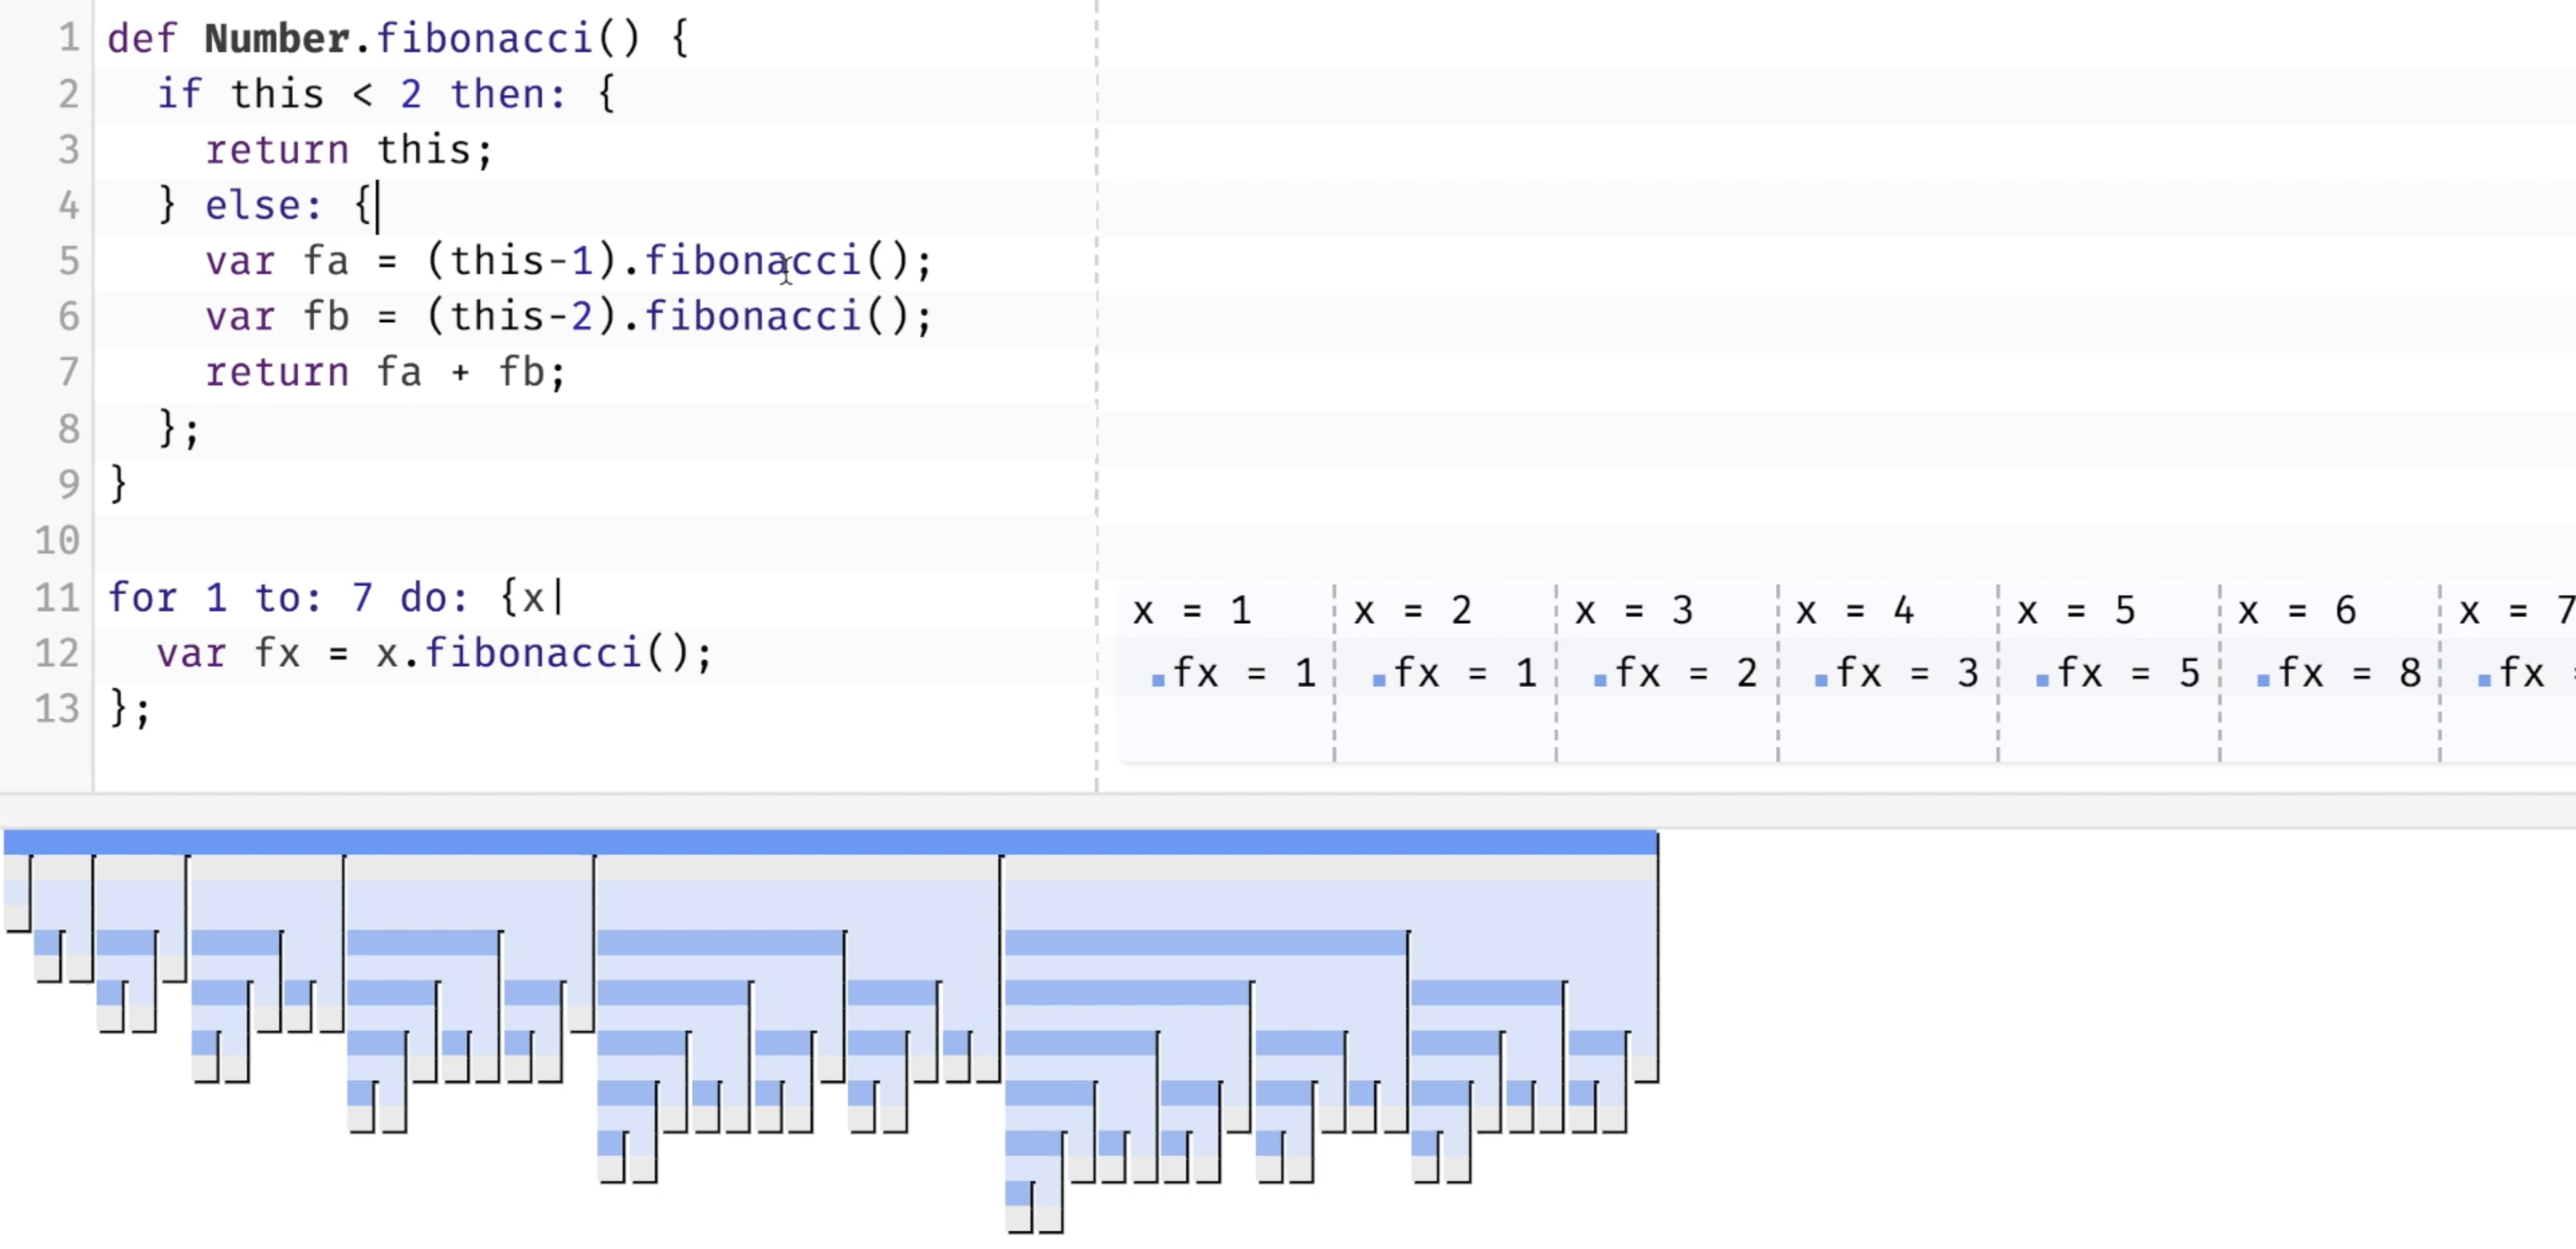 1 def Number.fibonacci() {
2 if this < 2 then: {
3 return this;
4 } else: {
5 var fa = (this-1).fibonacci();
6 var fb = (this-2).fibonacci();
7 return fa + fb;
8 };
9 }
10
11 for 1 to: 7 do: {x| x = 1 x = 2 x = 3 x = 4 x = 5 x = 6 x = 7
12 var fx = x.fibonacci(); fx = 1 fx = 1 fx = 2 fx = 3 fx = 5 fx = 8 fx =
13 };